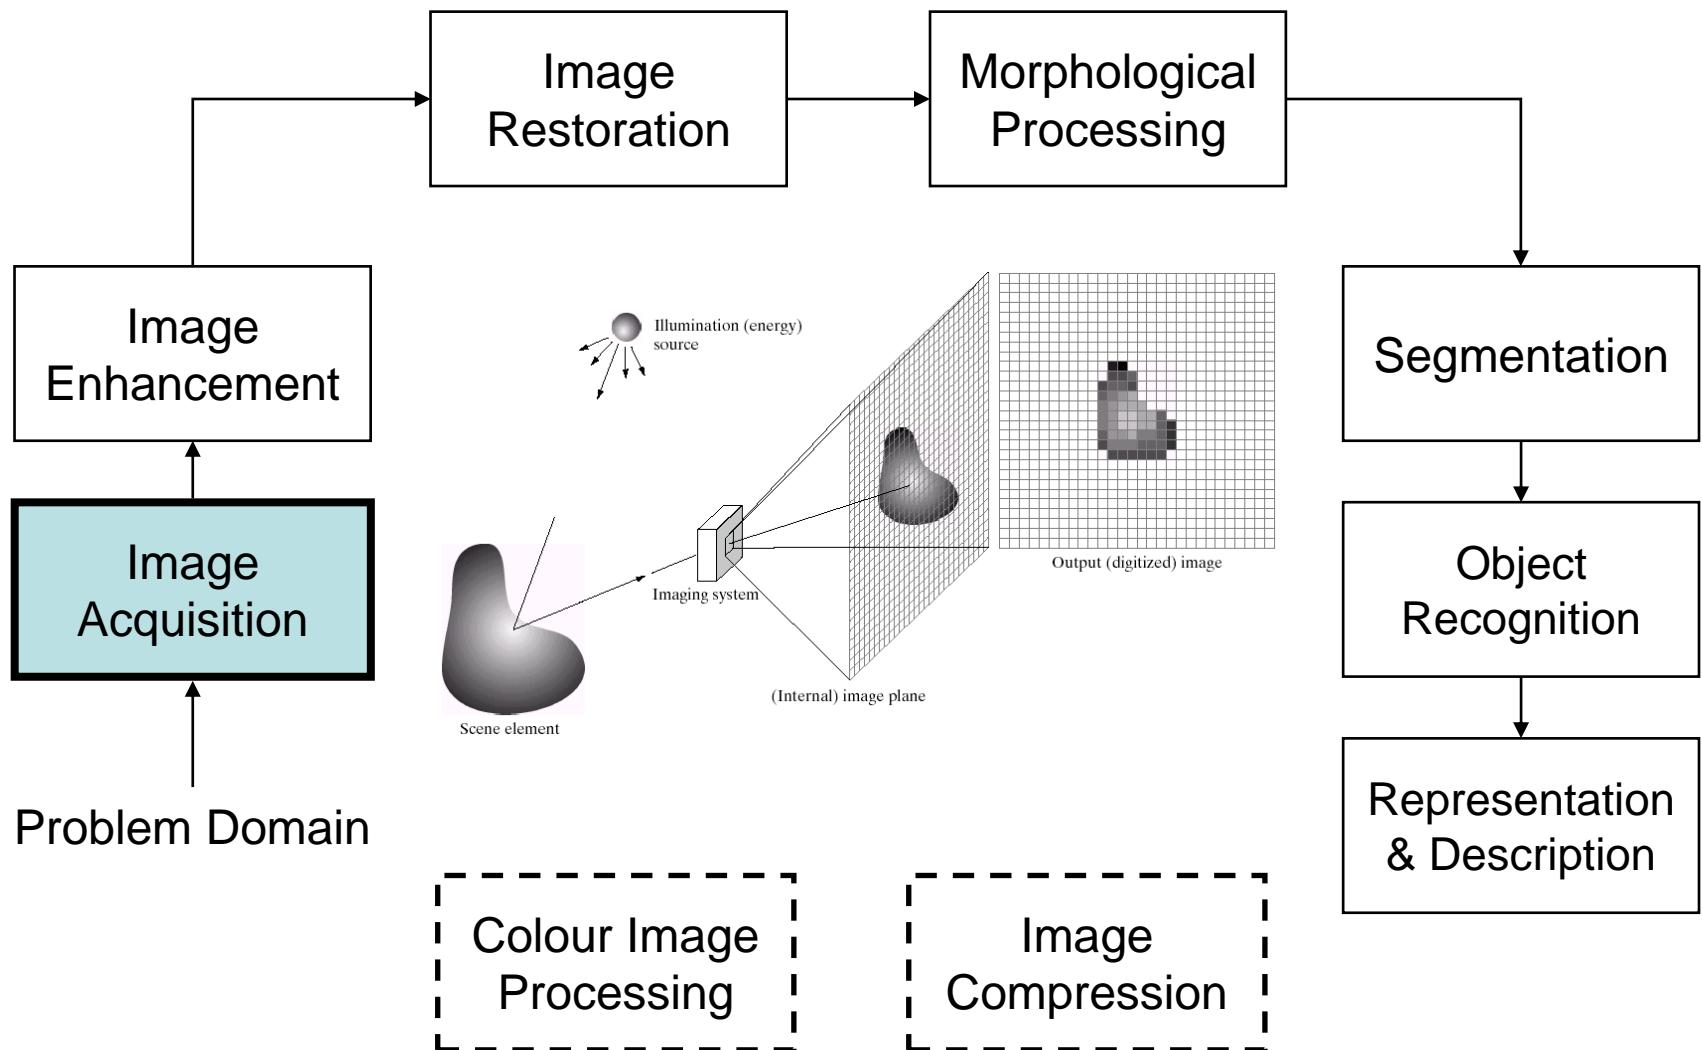 Image
Restoration
Morphological
Processing
Image
Enhancement
Illumination (energy)
source
Segmentation
Output (digitized) image
Image
Acquisition
Imaging system
Object
Recognition
(Internal) image plane
Scene element
Problem Domain
Representation
& Description
Colour Image
Processing
Image
Compression